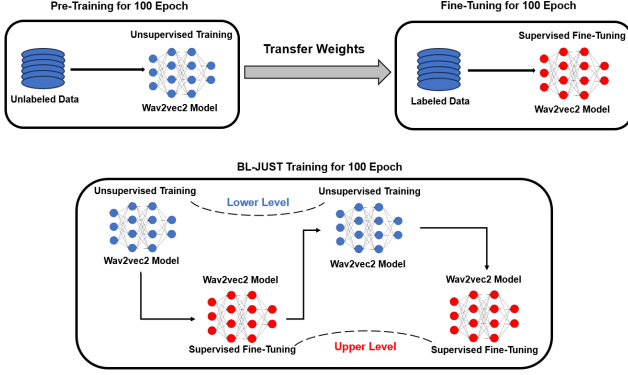 Pre-Training for 100 Epoch
Unsupervised Training
Unlabeled Data
Wav2vec2 Model
Transfer Weights
Fine-Tuning for 100 Epoch
Supervised Fine-Tuning
Labeled Data
Wav2vec2 Model
BL-JUST Training for 100 Epoch
Unsupervised Training
Lower Level
Unsupervised Training
Wav2vec2 Model
Wav2vec2 Model
Wav2vec2 Model
Wav2vec2 Model
Supervised Fine-Tuning
Upper Level
Supervised Fine-Tuning